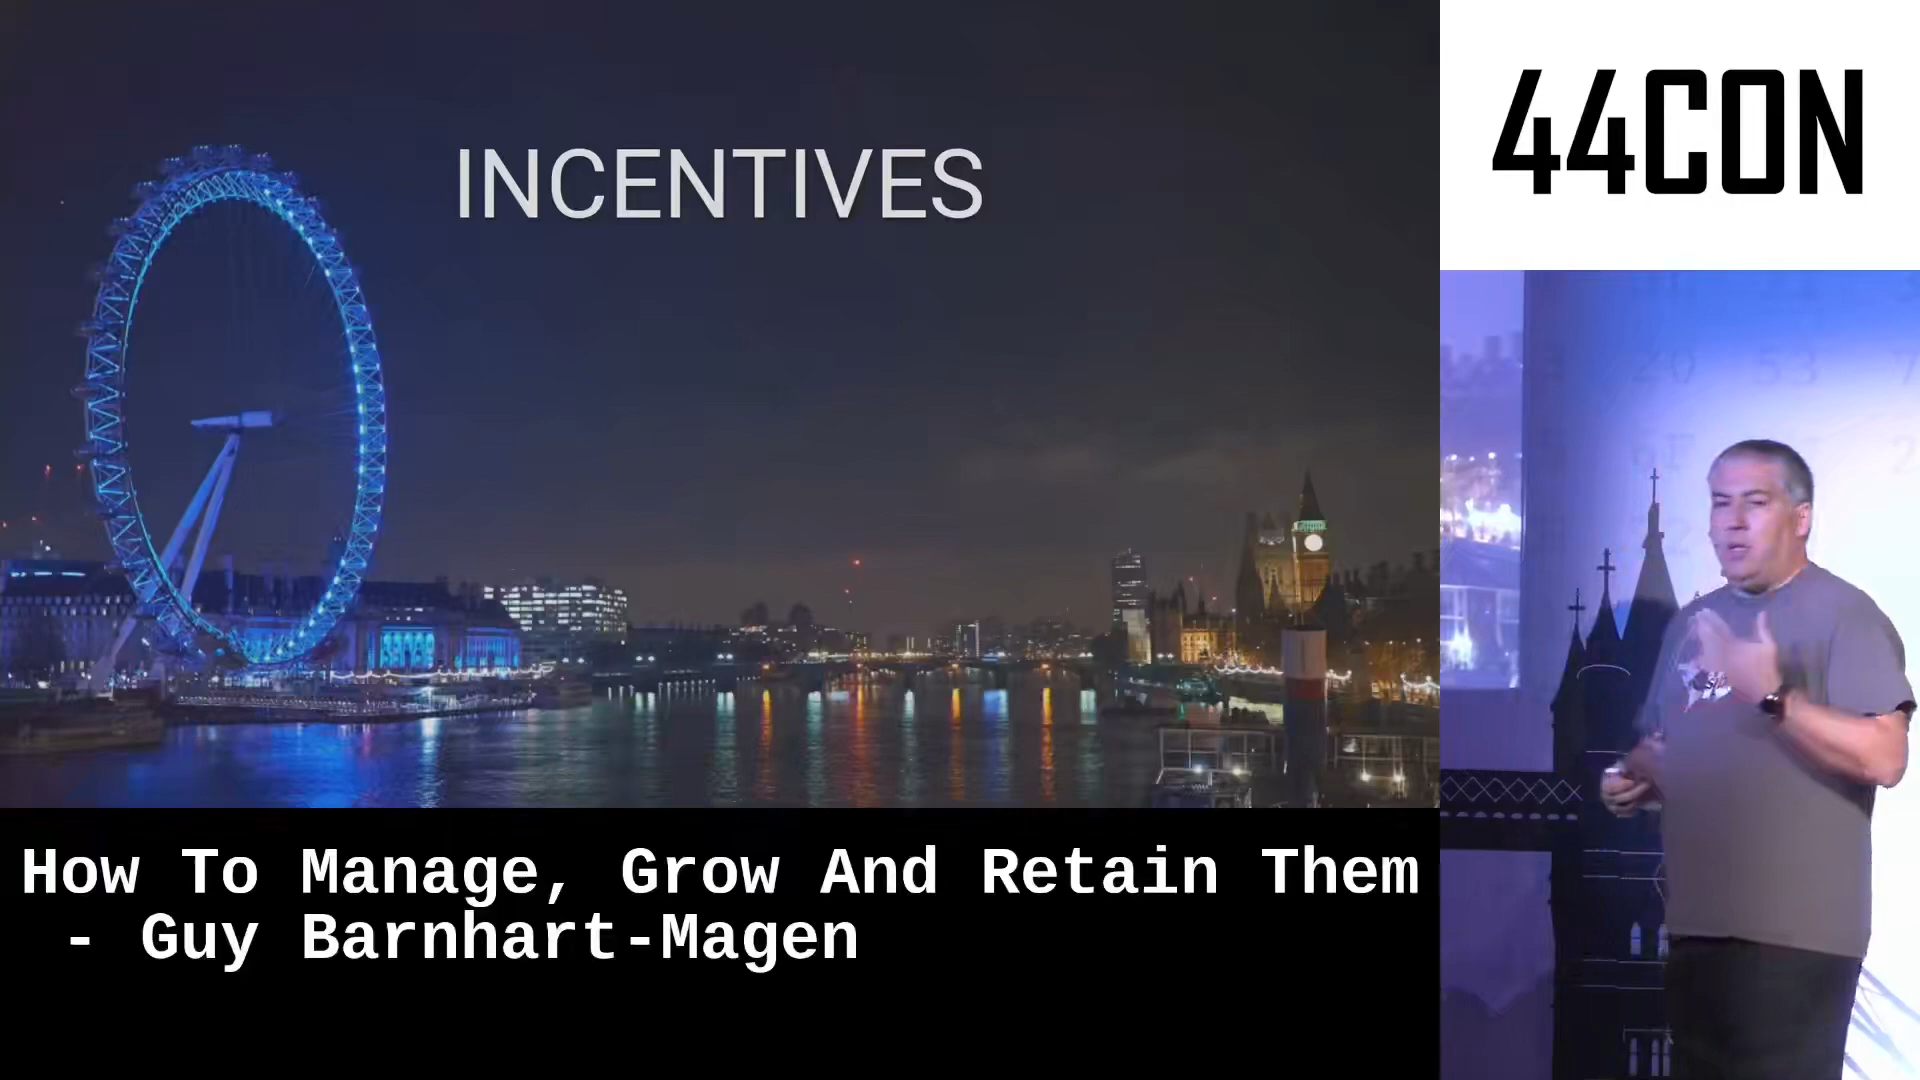 INCENTIVES
44CON
How To Manage, Grow And Retain Them
- Guy Barnhart-Magen